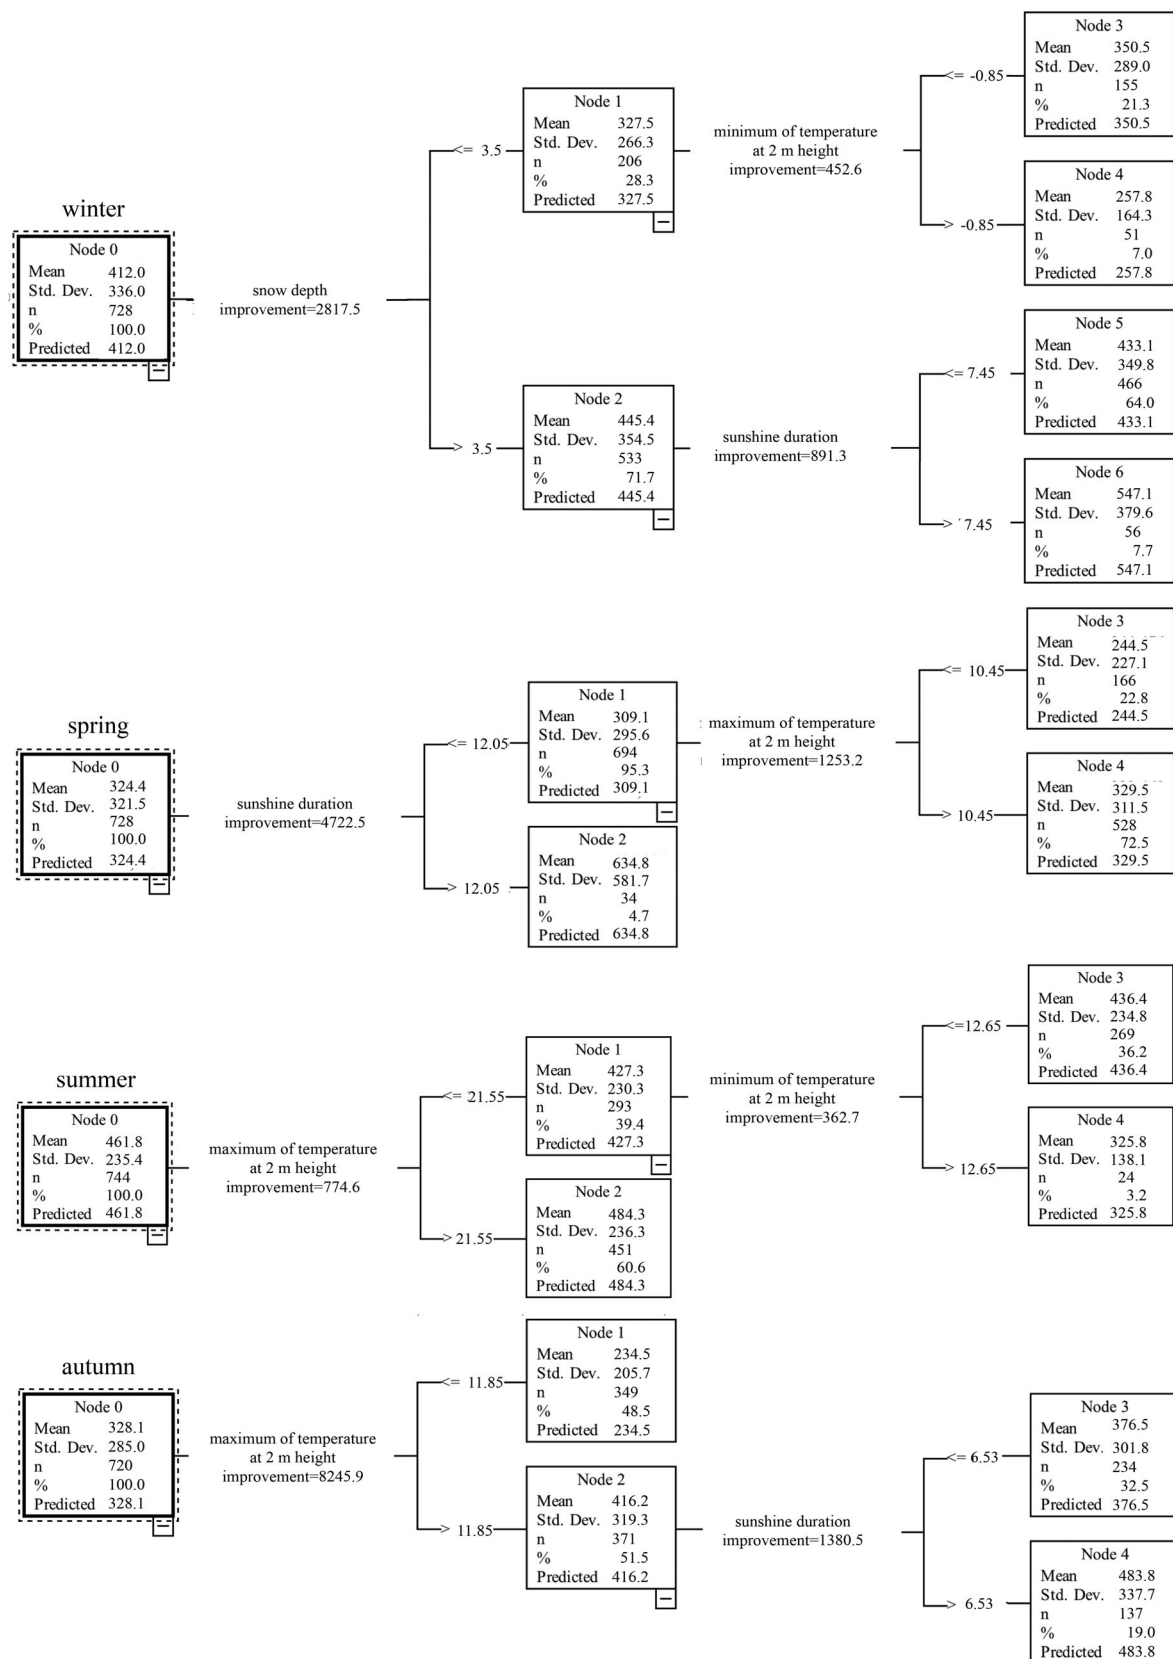 winter
Node 0
Mean 412.0
Std. Dev. 336.0
n 728
% 100.0
Predicted 412.0
snow depth
improvement=2817.5
<= 3.5
Node 1
Mean 327.5
Std. Dev. 266.3
n 206
% 28.3
Predicted 327.5
minimum of temperature
at 2 m height
improvement=452.6
<= -0.85
Node 3
Mean 350.5
Std. Dev. 289.0
n 155
% 21.3
Predicted 350.5
> -0.85
Node 4
Mean 257.8
Std. Dev. 164.3
n 51
% 7.0
Predicted 257.8
> 3.5
Node 2
Mean 445.4
Std. Dev. 354.5
n 533
% 71.7
Predicted 445.4
sunshine duration
improvement=891.3
<= 7.45
Node 5
Mean 433.1
Std. Dev. 349.8
n 466
% 64.0
Predicted 433.1
> 7.45
Node 6
Mean 547.1
Std. Dev. 379.6
n 56
% 7.7
Predicted 547.1
spring
Node 0
Mean 324.4
Std. Dev. 321.5
n 728
% 100.0
Predicted 324.4
sunshine duration
improvement=4722.5
<= 12.05
Node 1
Mean 309.1
Std. Dev. 295.6
n 694
% 95.3
Predicted 309.1
maximum of temperature
at 2 m height
improvement=1253.2
<= 10.45
Node 3
Mean 244.5
Std. Dev. 227.1
n 166
% 22.8
Predicted 244.5
> 10.45
Node 4
Mean 329.5
Std. Dev. 311.5
n 528
% 72.5
Predicted 329.5
> 12.05
Node 2
Mean 634.8
Std. Dev. 581.7
n 34
% 4.7
Predicted 634.8
summer
Node 0
Mean 461.8
Std. Dev. 235.4
n 744
% 100.0
Predicted 461.8
maximum of temperature
at 2 m height
improvement=774.6
<= 21.55
Node 1
Mean 427.3
Std. Dev. 230.3
n 293
% 39.4
Predicted 427.3
minimum of temperature
at 2 m height
improvement=362.7
<=12.65
Node 3
Mean 436.4
Std. Dev. 234.8
n 269
% 36.2
Predicted 436.4
> 12.65
Node 4
Mean 325.8
Std. Dev. 138.1
n 24
% 3.2
Predicted 325.8
> 21.55
Node 2
Mean 484.3
Std. Dev. 236.3
n 451
% 60.6
Predicted 484.3
autumn
Node 0
Mean 328.1
Std. Dev. 285.0
n 720
% 100.0
Predicted 328.1
maximum of temperature
at 2 m height
improvement=8245.9
<= 11.85
Node 1
Mean 234.5
Std. Dev. 205.7
n 349
% 48.5
Predicted 234.5
> 11.85
Node 2
Mean 416.2
Std. Dev. 319.3
n 371
% 51.5
Predicted 416.2
sunshine duration
improvement=1380.5
<= 6.53
Node 3
Mean 376.5
Std. Dev. 301.8
n 234
% 32.5
Predicted 376.5
> 6.53
Node 4
Mean 483.8
Std. Dev. 337.7
n 137
% 19.0
Predicted 483.8